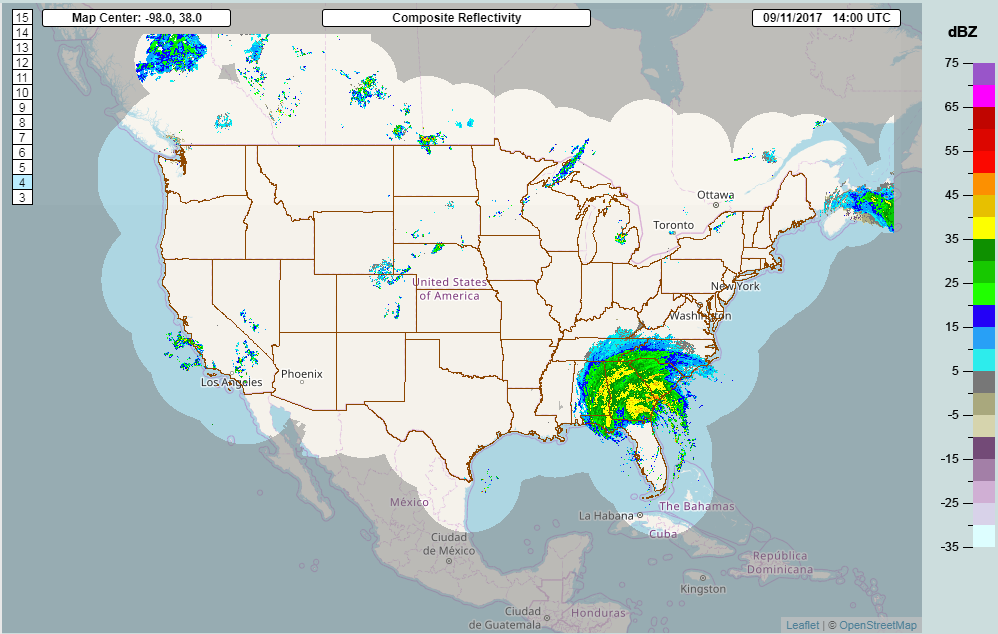 Map Center: -98.0, 38.0
Composite Reflectivity
09/11/2017 14:00 UTC
15
14
13
12
11
10
9
8
7
6
5
4
3
dBZ
75
65
55
45
35
25
15
5
-5
-15
-25
-35
Ottawa
Toronto
New York
United States
of America
Washington
Los Angeles
Phoenix
México
La Habana
The Bahamas
Cuba
Ciudad
de México
República
Dominicana
Kingston
Ciudad
de Guatemala
Honduras
Leaflet | © OpenStreetMap